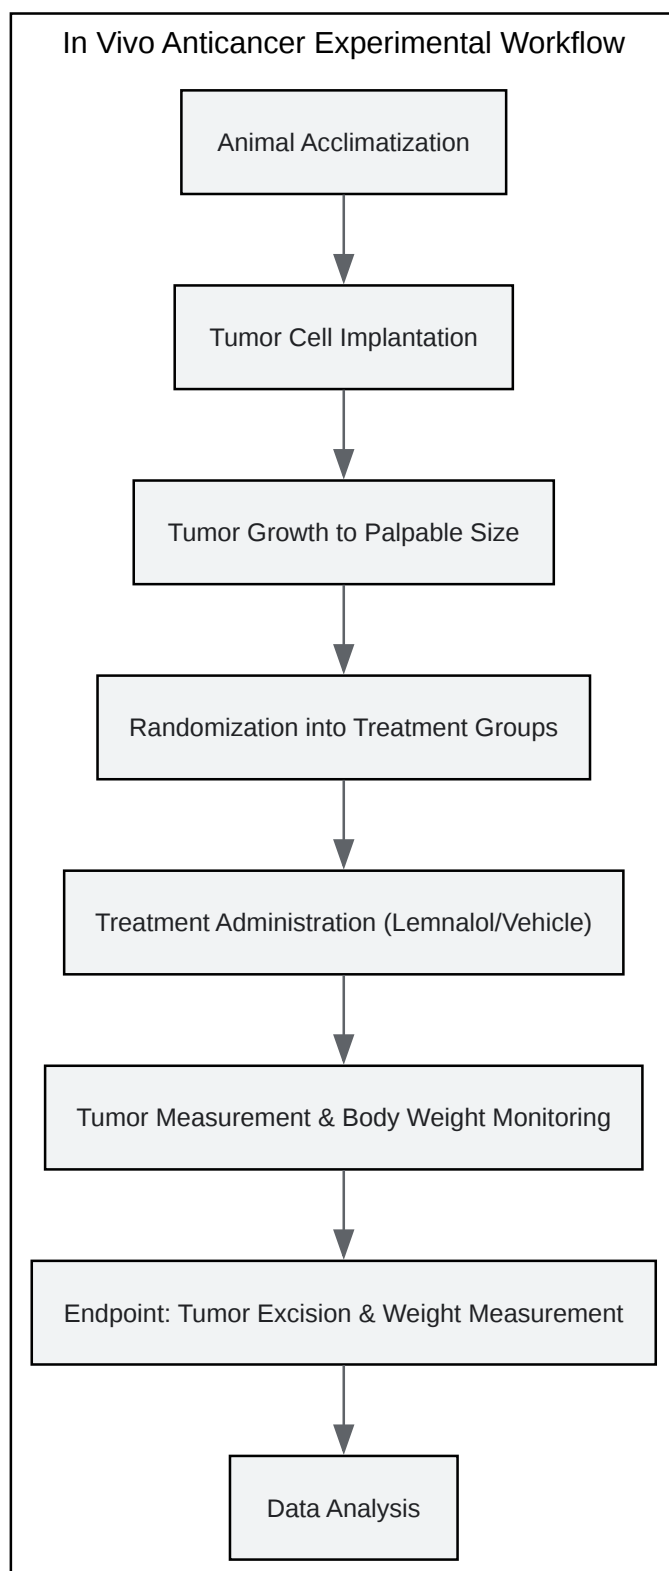 In Vivo Anticancer Experimental Workflow
Animal Acclimatization
Tumor Cell Implantation
Tumor Growth to Palpable Size
Randomization into Treatment Groups
Treatment Administration (Lemnalol/Vehicle)
Tumor Measurement & Body Weight Monitoring
Endpoint: Tumor Excision & Weight Measurement
Data Analysis